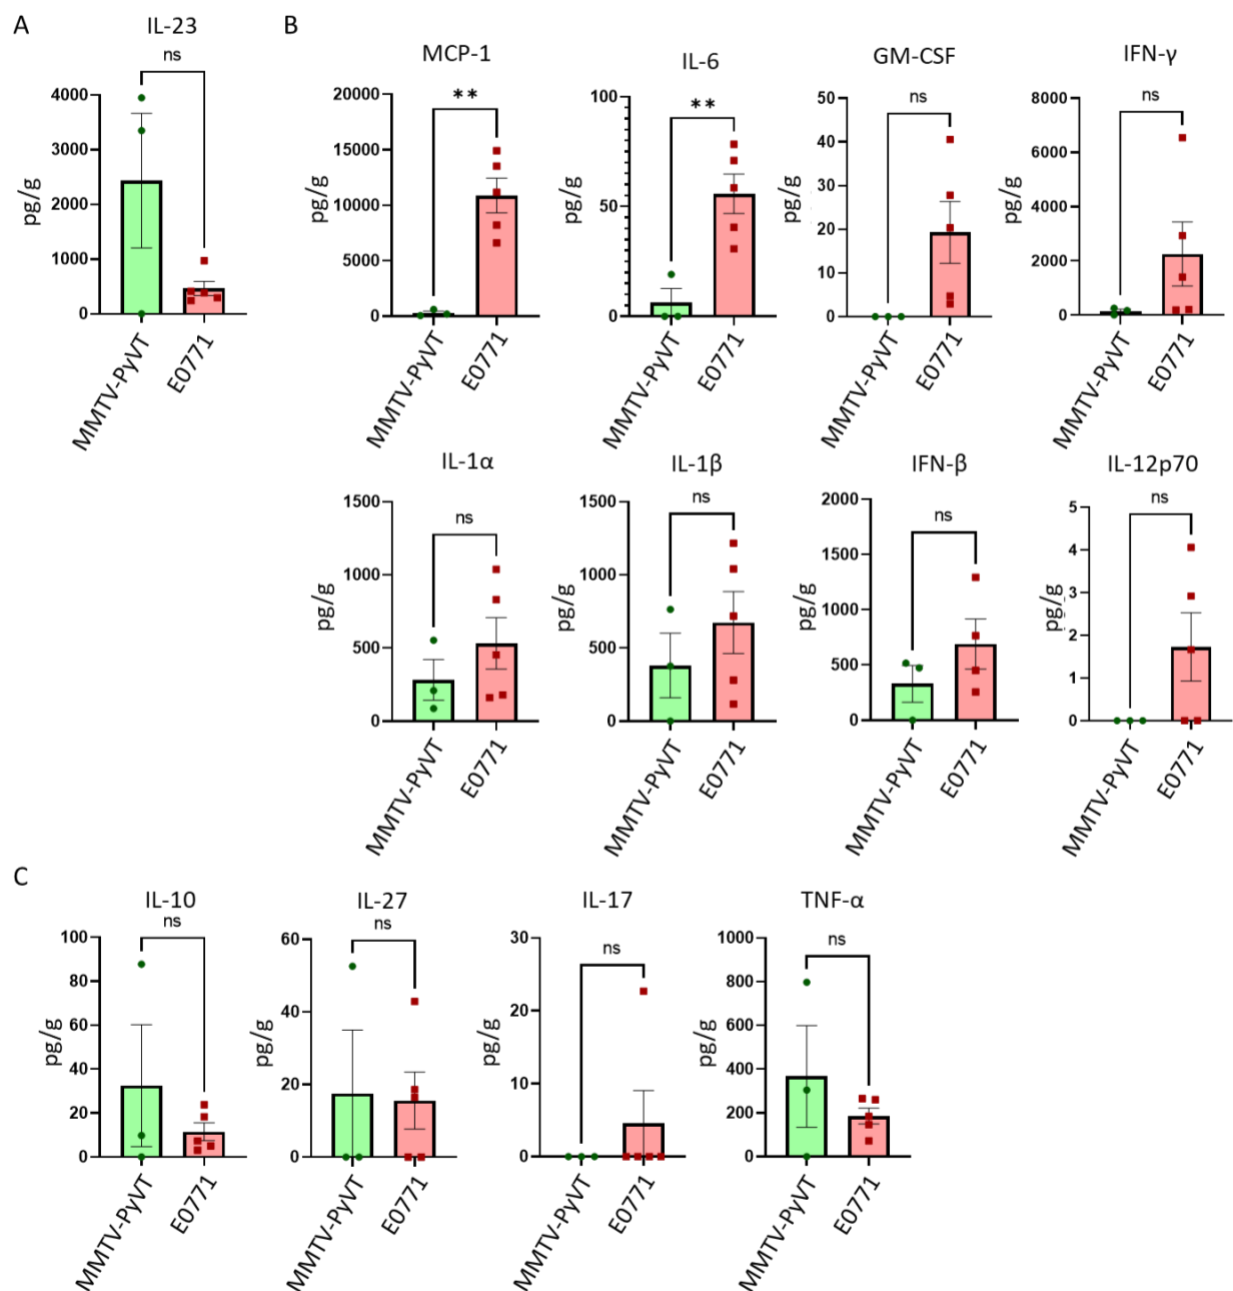 A
IL-23
ns
4000
3000
2000
1000
0
pg/g
MMTV-PyVT
E0771
B
MCP-1
**
20000
15000
10000
5000
0
pg/g
MMTV-PyVT
E0771
IL-6
**
100
50
0
pg/g
MMTV-PyVT
E0771
GM-CSF
ns
50
40
30
20
10
0
pg/g
MMTV-PyVT
E0771
IFN-γ
ns
8000
6000
4000
2000
0
pg/g
MMTV-PyVT
E0771
IL-1α
ns
1500
1000
500
0
pg/g
MMTV-PyVT
E0771
IL-1β
ns
1500
1000
500
0
pg/g
MMTV-PyVT
E0771
IFN-β
ns
2000
1500
1000
500
0
pg/g
MMTV-PyVT
E0771
IL-12p70
ns
5
4
3
2
1
0
pg/g
MMTV-PyVT
E0771
C
IL-10
ns
100
80
60
40
20
0
pg/g
MMTV-PyVT
E0771
IL-27
ns
60
40
20
0
pg/g
MMTV-PyVT
E0771
IL-17
ns
30
20
10
0
pg/g
MMTV-PyVT
E0771
TNF-α
ns
1000
800
600
400
200
0
pg/g
MMTV-PyVT
E0771